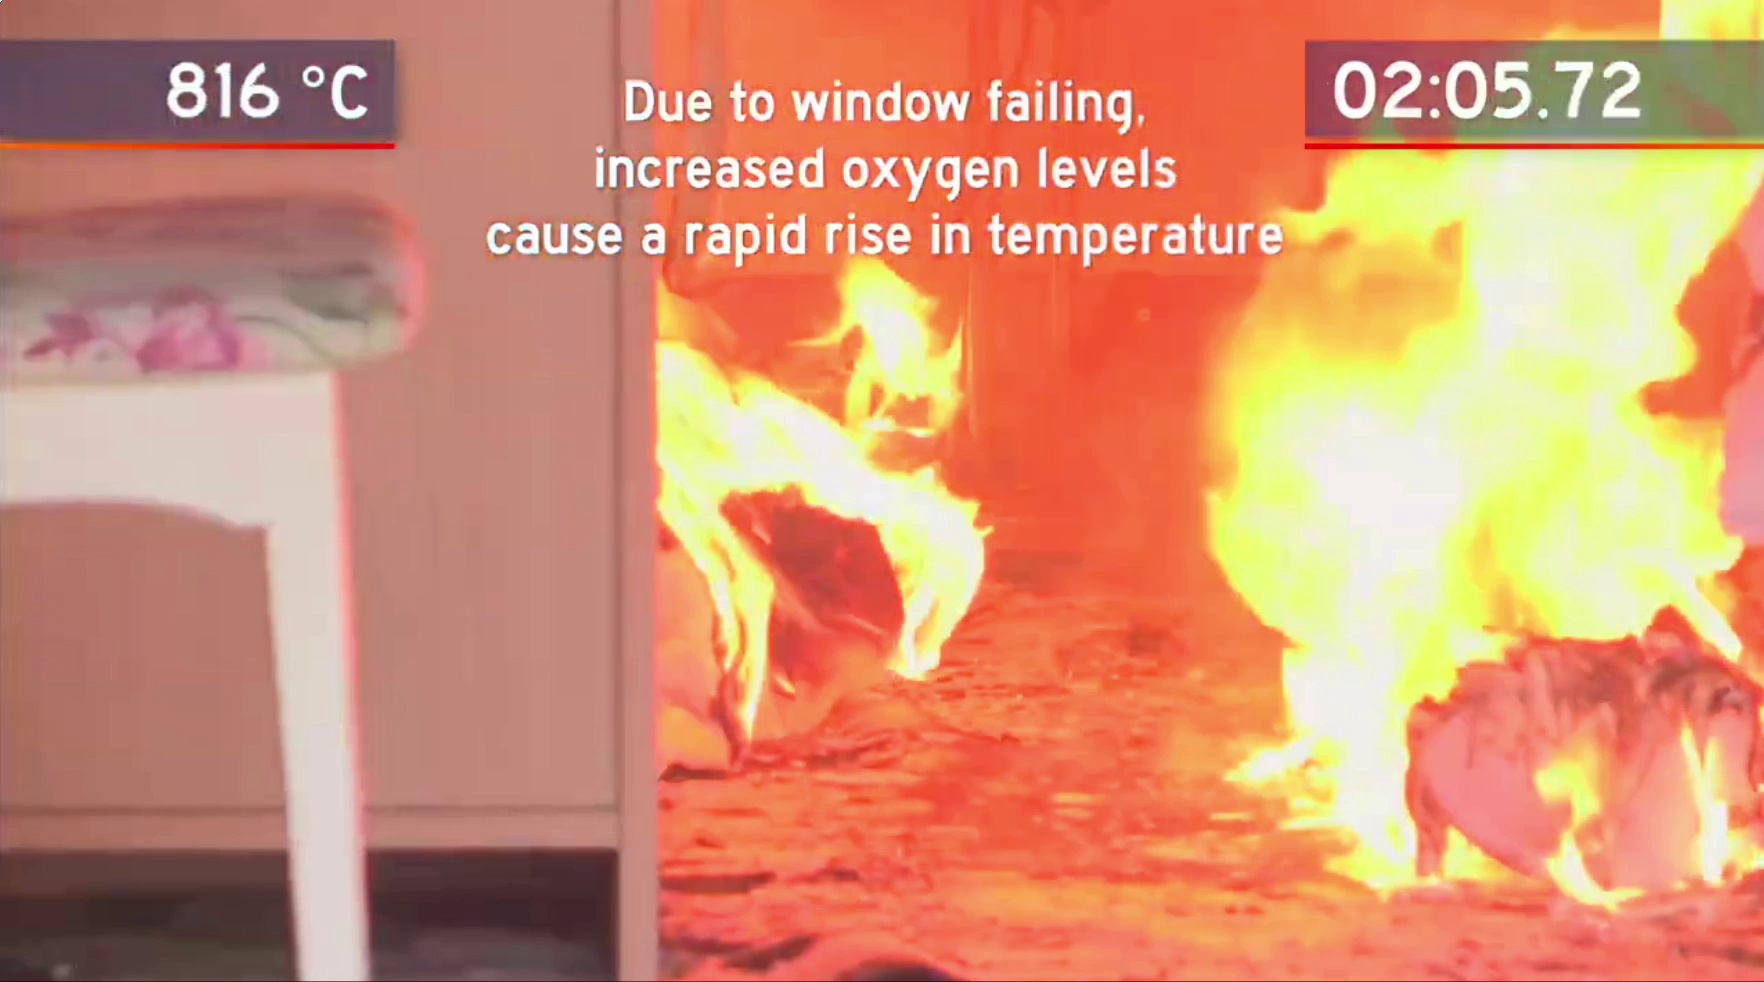 816 °C
Due to window failing,
increased oxygen levels
cause a rapid rise in temperature
02:05.72